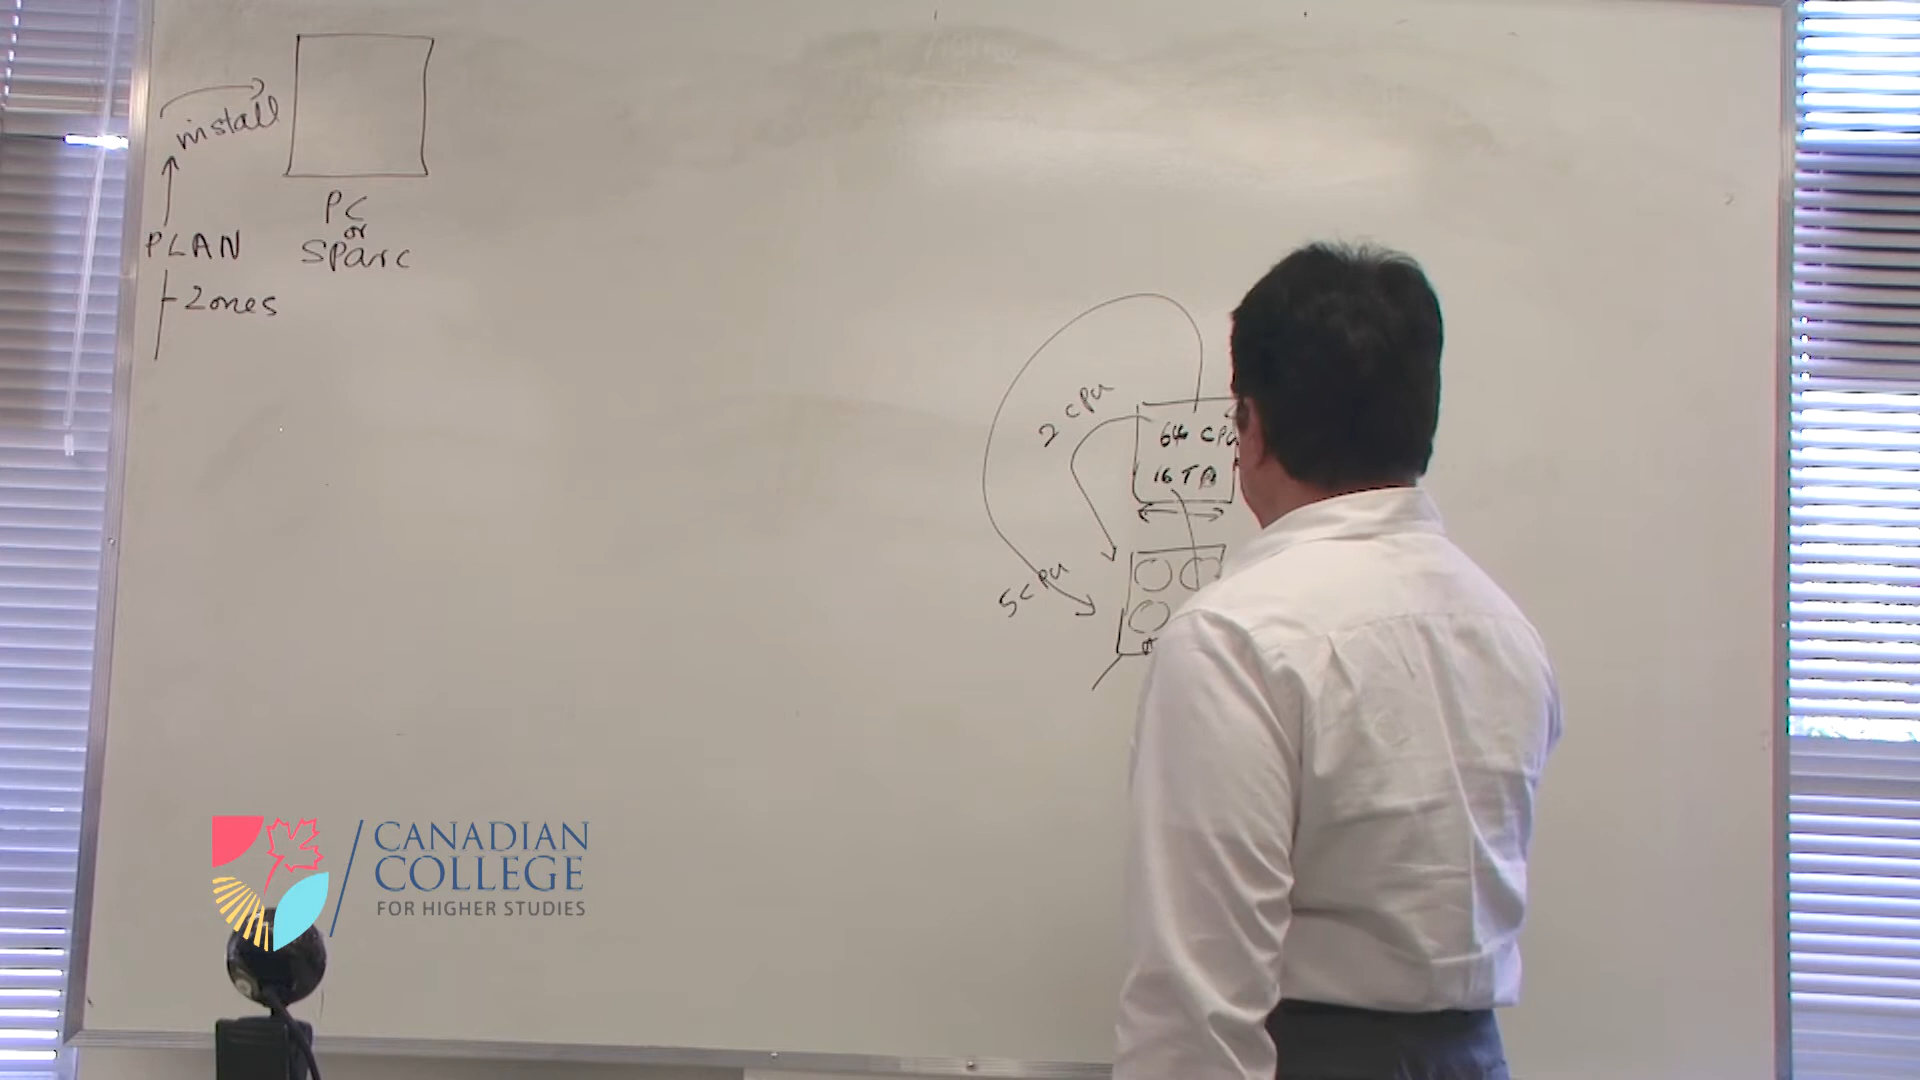 install
PC
or
SPARC
PLAN
Zones
2 CPU
64 CPU
16 TB
5 CPU
CANADIAN
COLLEGE
FOR HIGHER STUDIES